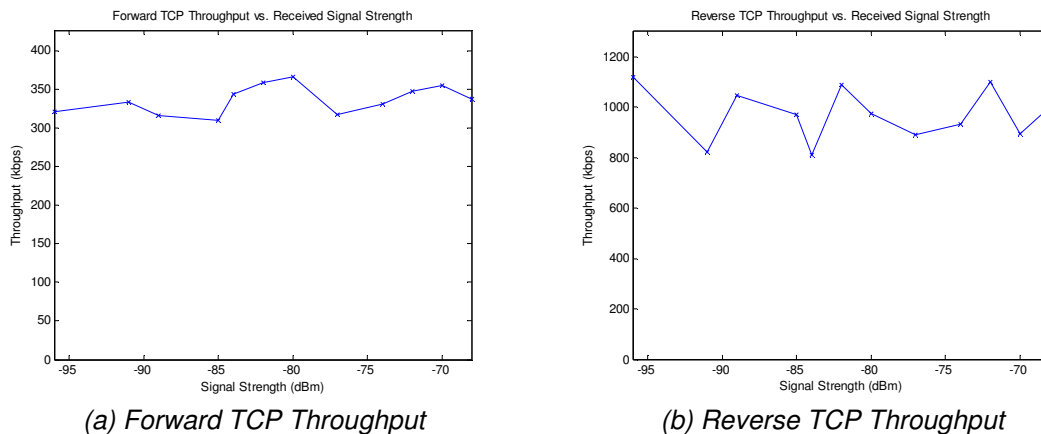 Forward TCP Throughput vs. Received Signal Strength
400
350
300
250
200
150
100
50
0
Throughput (kbps)
-95 -90 -85 -80 -75 -70
Signal Strength (dBm)
(a) Forward TCP Throughput
Reverse TCP Throughput vs. Received Signal Strength
1200
1000
800
600
400
200
0
Throughput (kbps)
-95 -90 -85 -80 -75 -70
Signal Strength (dBm)
(b) Reverse TCP Throughput